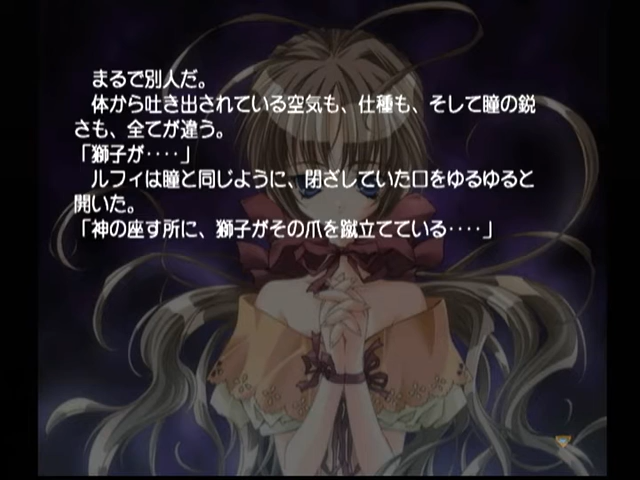 まるで別人だ。
体から吐き出されている空気も、仕種も、そして瞳の鋭
さも、全てが違う。
「獅子が‥‥」
ルフィは瞳と同じように、閉ざしていた口をゆるゆると
開いた。
「神の座す所に、獅子がその爪を蹴立てている‥‥」